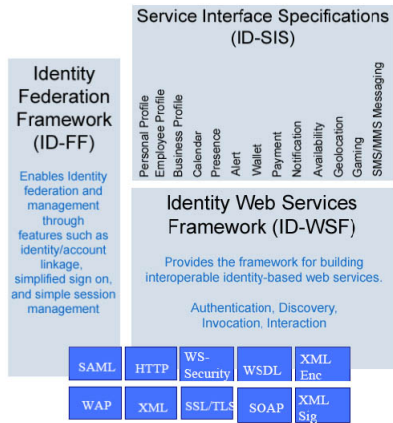 Service Interface Specifications
(ID-SIS)
Personal Profile
Employee Profile
Business Profile
Calendar
Presence
Alert
Wallet
Payment
Notification
Availability
Geolocation
Gaming
SMS/MMS Messaging
Identity
Federation
Framework
(ID-FF)
Enables Identity
federation and
management
through
features such as
identity/account
linkage,
simplified sign on,
and simple session
management
Identity Web Services
Framework (ID-WSF)
Provides the framework for building
interoperable identity-based web services.
Authentication, Discovery,
Invocation, Interaction
SAML
HTTP
WS-
Security
WSDL
XML
Enc
WAP
XML
SSL/TLS
SOAP
XML
Sig